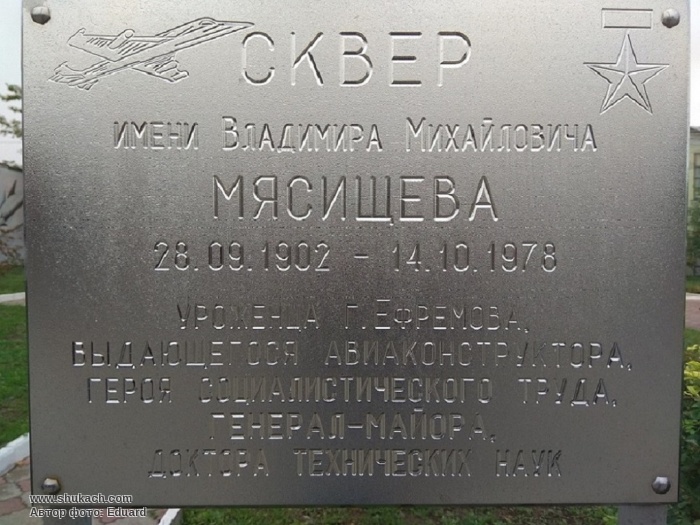 СКВЕР
ИМЕНИ ВЛАДИМИРА МИХАЙЛОВИЧА
МЯСИЩЕВА
28.09.1902 - 14.10.1978
УРОЖЕНЦА Г.ЕФРЕМОВА,
ВЫДАЮЩЕГОСЯ АВИАКОНСТРУКТОРА,
ГЕРОЯ СОЦИАЛИСТИЧЕСКОГО ТРУДА,
ГЕНЕРАЛ-МАЙОРА,
ДОКТОРА ТЕХНИЧЕСКИХ НАУК
www.shukach.com
Автор фото: Eduard